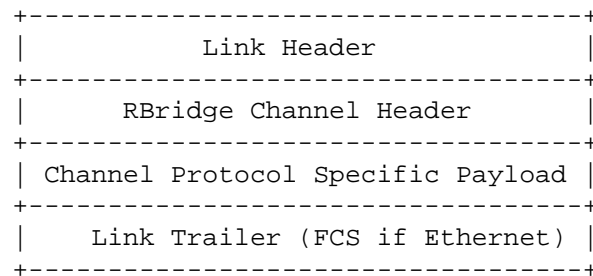 Link Header
RBridge Channel Header
Channel Protocol Specific Payload
Link Trailer (FCS if Ethernet)